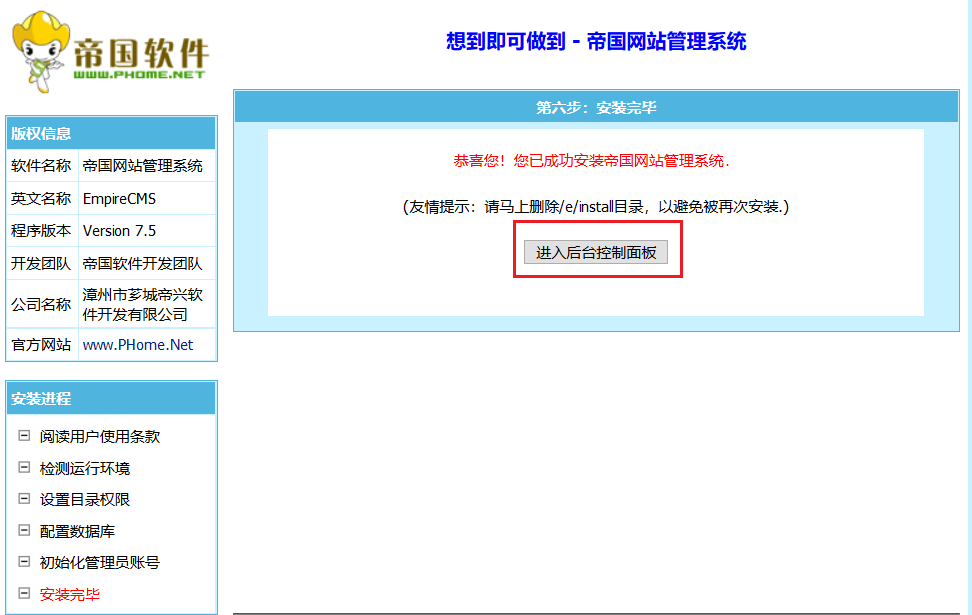 帝国软件
WWW.PHOME.NET
想到即可做到 - 帝国网站管理系统
版权信息
软件名称 帝国网站管理系统
英文名称 EmpireCMS
程序版本 Version 7.5
开发团队 帝国软件开发团队
公司名称 漳州市芗城帝兴软
件开发有限公司
官方网站 www.PHome.Net
安装进程
阅读用户使用条款
检测运行环境
设置目录权限
配置数据库
初始化管理员账号
安装完毕
第六步：安装完毕
恭喜您！您已成功安装帝国网站管理系统.
(友情提示：请马上删除/e/install目录，以避免被再次安装.)
进入后台控制面板